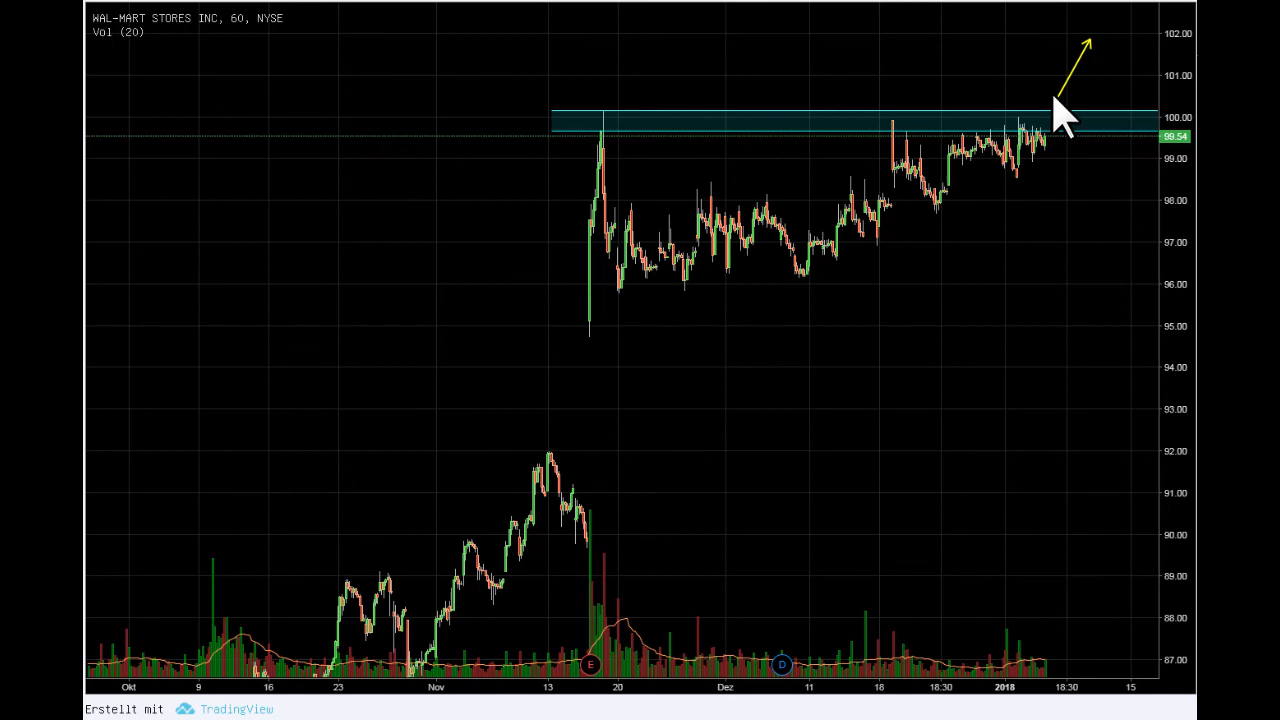 WAL-MART STORES INC, 60, NYSE
Vol (20)
102.00
101.00
100.00
99.54
99.00
98.00
97.00
96.00
95.00
94.00
93.00
92.00
91.00
90.00
89.00
88.00
87.00
E
D
Okt 9 16 23 Nov 13 20 Dez 11 18 18:30 2018 18:30 15
Erstellt mit TradingView